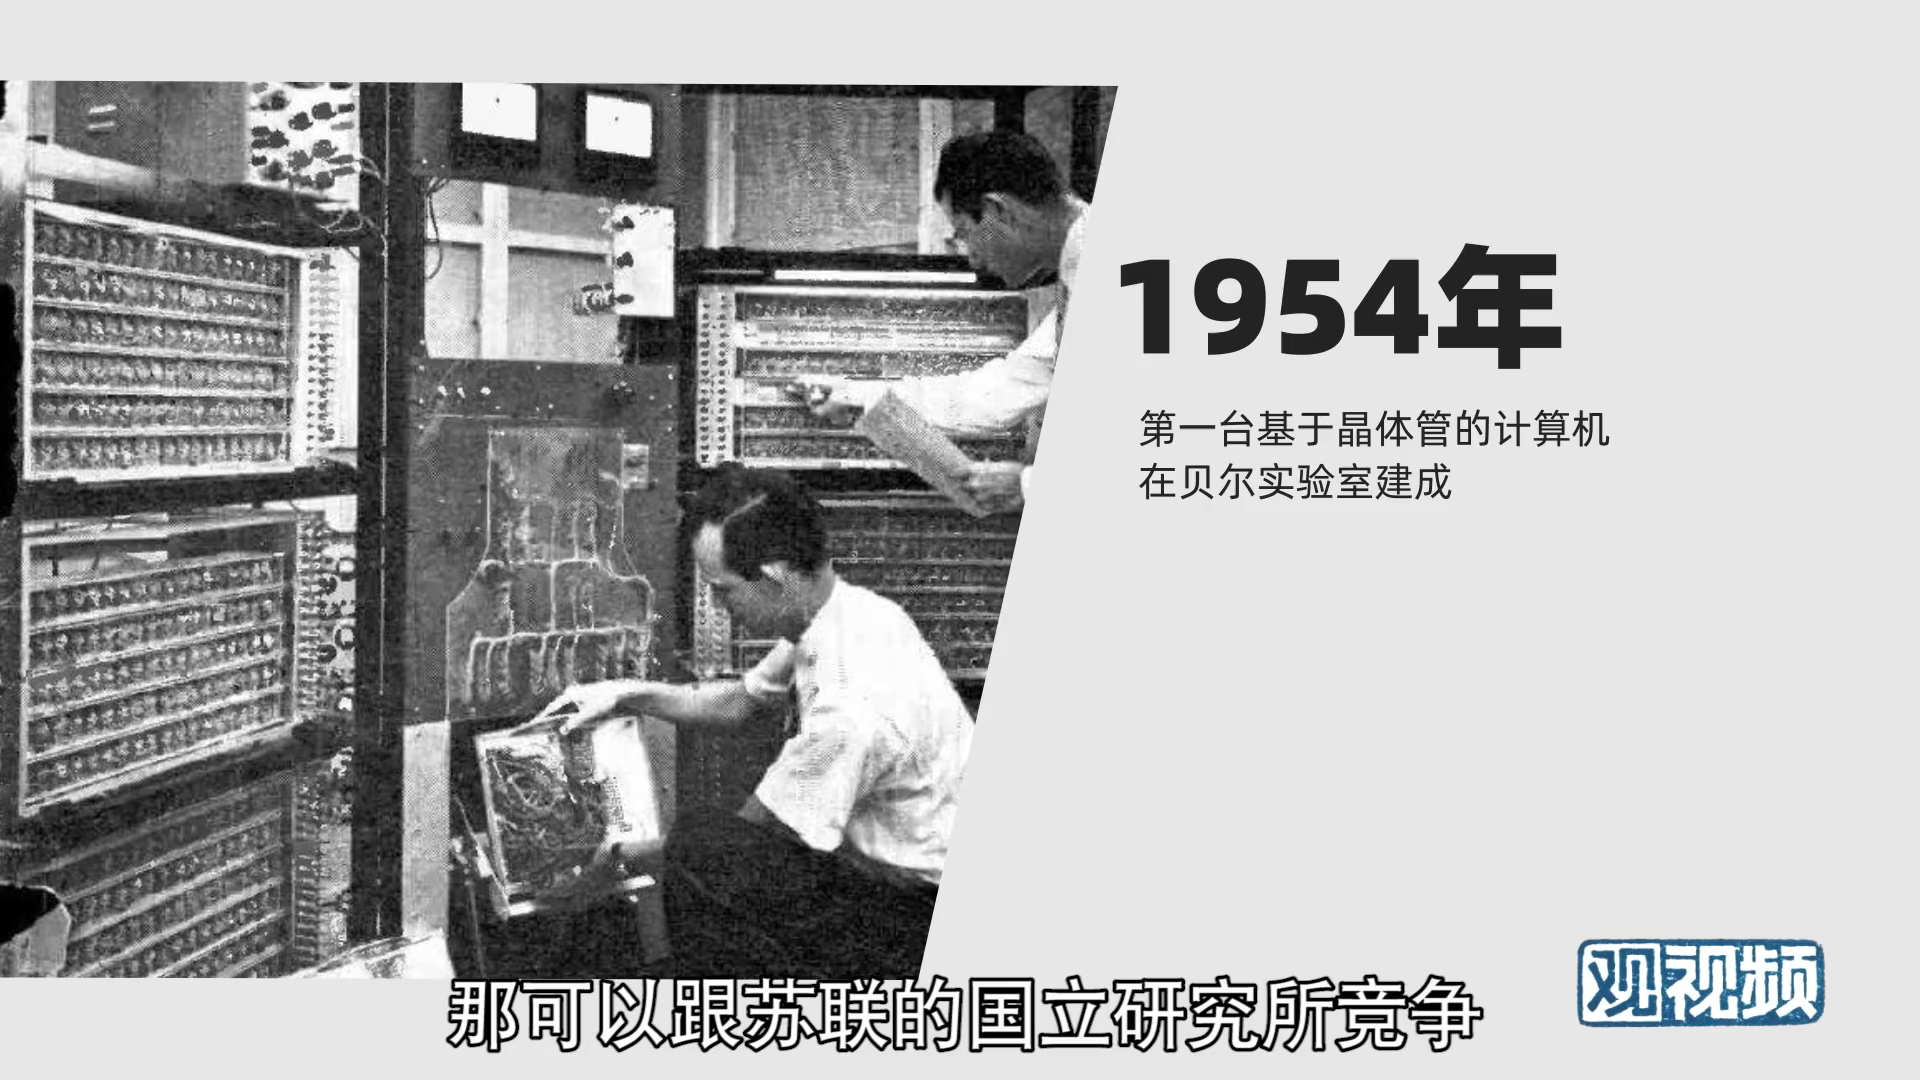 1954年
第一台基于晶体管的计算机
在贝尔实验室建成
那可以跟苏联的国立研究所竞争
观视频